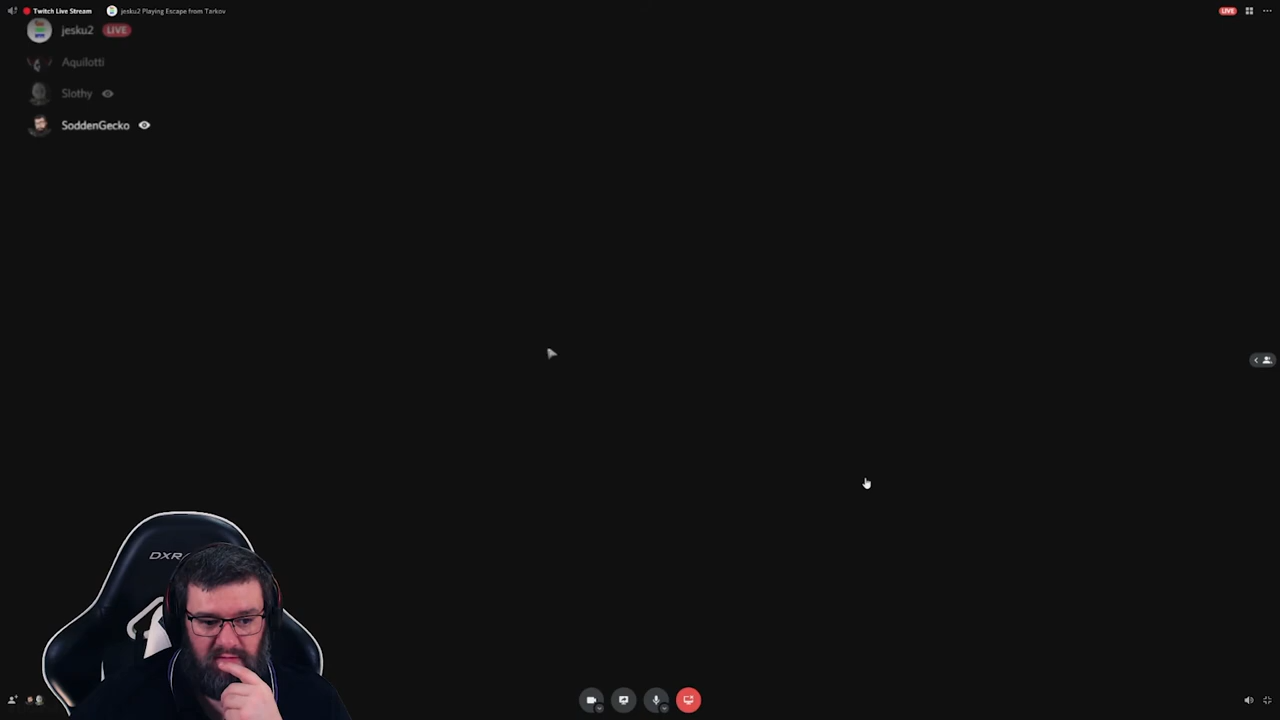 Twitch Live Stream jesku2 Playing Escape from Tarkov LIVE
jesku2 LIVE
Aquilotti
Slothy
SoddenGecko
DXR